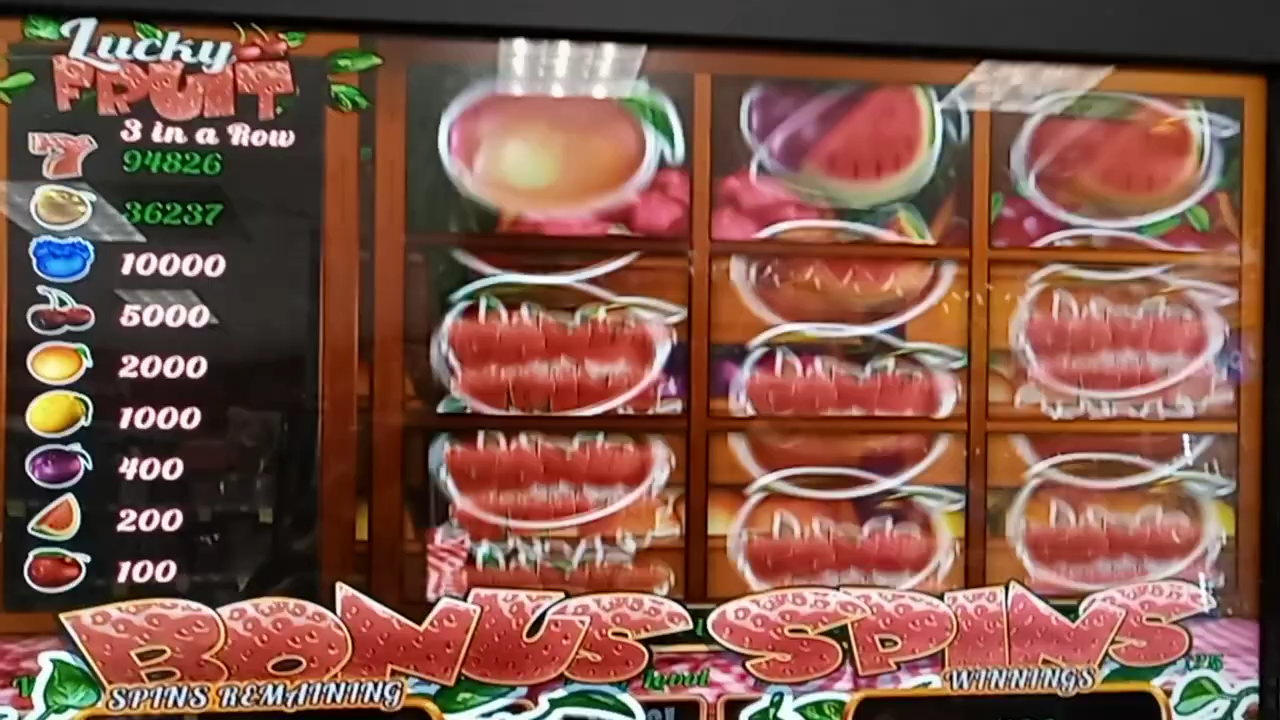 Lucky
FRUIT
3 in a Row
94826
36237
10000
5000
2000
1000
400
200
100
BONUS SPINS
SPINS REMAINING
Level
WINNINGS